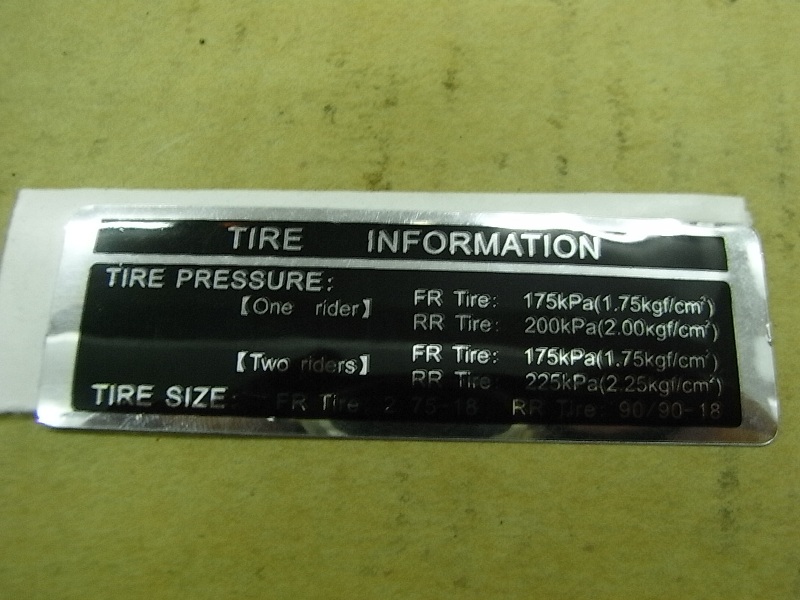 TIRE INFORMATION
TIRE PRESSURE:
【One rider】 FR Tire: 175kPa(1.75kgf/cm²)
RR Tire: 200kPa(2.00kgf/cm²)
【Two riders】 FR Tire: 175kPa(1.75kgf/cm²)
RR Tire: 225kPa(2.25kgf/cm²)
TIRE SIZE: FR Tire: 2.75-18 RR Tire: 90/90-18